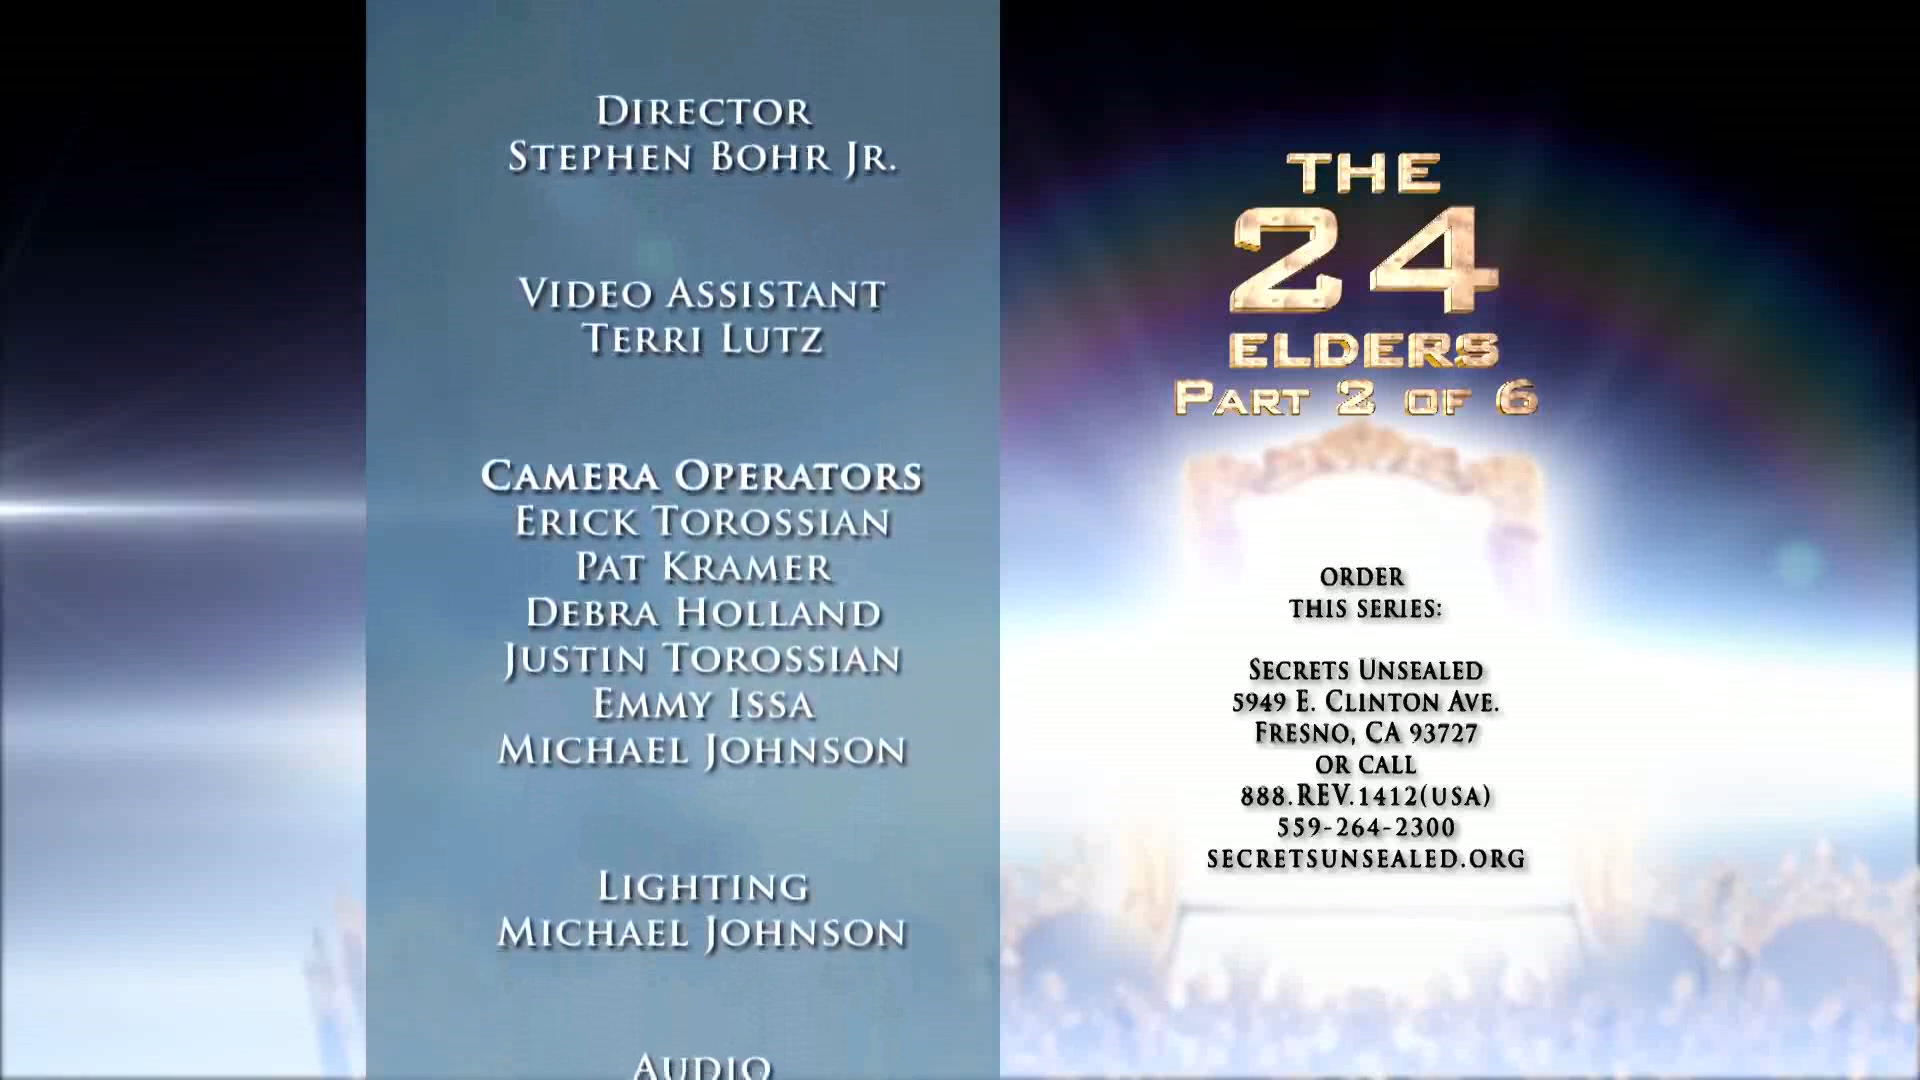 Director
Stephen Bohr Jr.
Video Assistant
Terri Lutz
Camera Operators
Erick Torossian
Pat Kramer
Debra Holland
Justin Torossian
Emmy Issa
Michael Johnson
Lighting
Michael Johnson
Audio
THE
24
ELDERS
Part 2 of 6
ORDER
THIS SERIES:
Secrets Unsealed
5949 E. Clinton Ave.
Fresno, CA 93727
OR CALL
888.REV.1412(USA)
559-264-2300
SECRETSUNSEALED.ORG